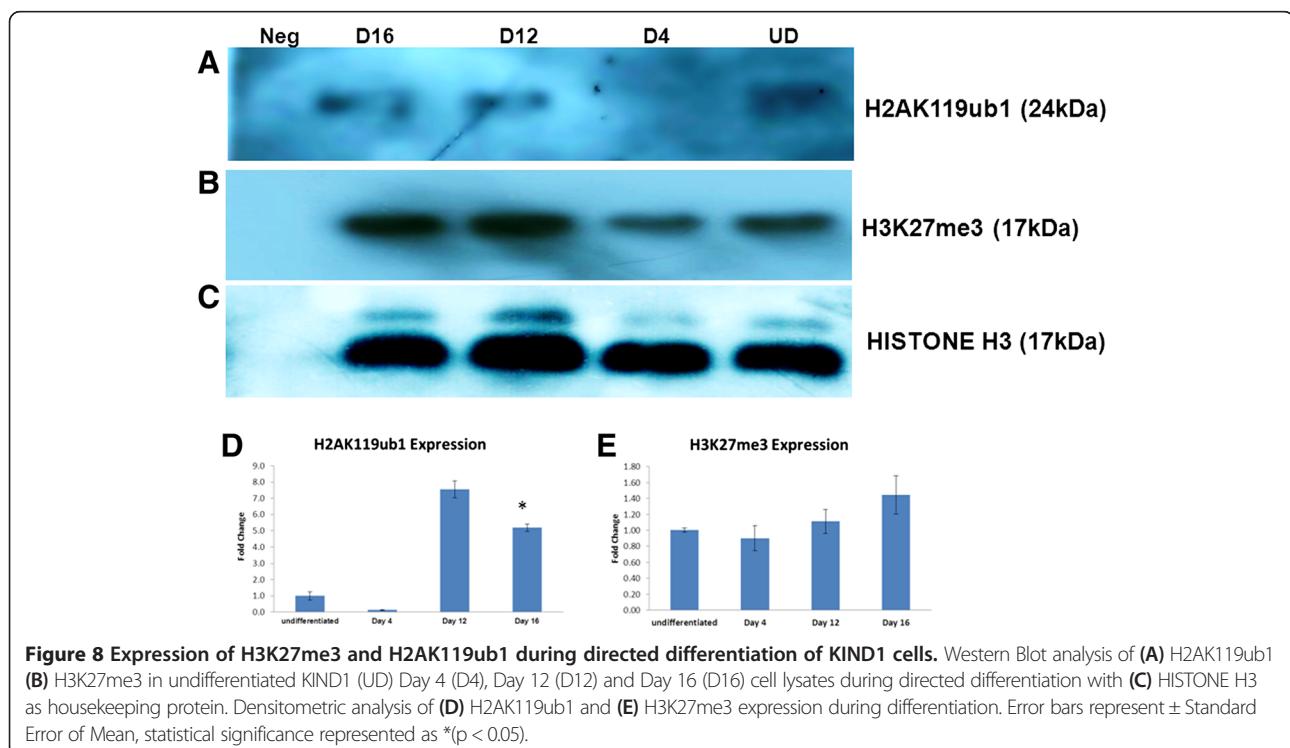 Neg D16 D12 D4 UD
A
H2AK119ub1 (24kDa)
B
H3K27me3 (17kDa)
C
HISTONE H3 (17kDa)
D
H2AK119ub1 Expression
Fold Change
9.0
8.0
7.0
6.0
5.0
4.0
3.0
2.0
1.0
0.0
*
undifferentiated Day 4 Day 12 Day 16
E
H3K27me3 Expression
Fold Change
1.80
1.60
1.40
1.20
1.00
0.80
0.60
0.40
0.20
0.00
undifferentiated Day 4 Day 12 Day 16
Figure 8 Expression of H3K27me3 and H2AK119ub1 during directed differentiation of KIND1 cells. Western Blot analysis of (A) H2AK119ub1
(B) H3K27me3 in undifferentiated KIND1 (UD) Day 4 (D4), Day 12 (D12) and Day 16 (D16) cell lysates during directed differentiation with (C) HISTONE H3
as housekeeping protein. Densitometric analysis of (D) H2AK119ub1 and (E) H3K27me3 expression during differentiation. Error bars represent ± Standard
Error of Mean, statistical significance represented as *(p < 0.05).